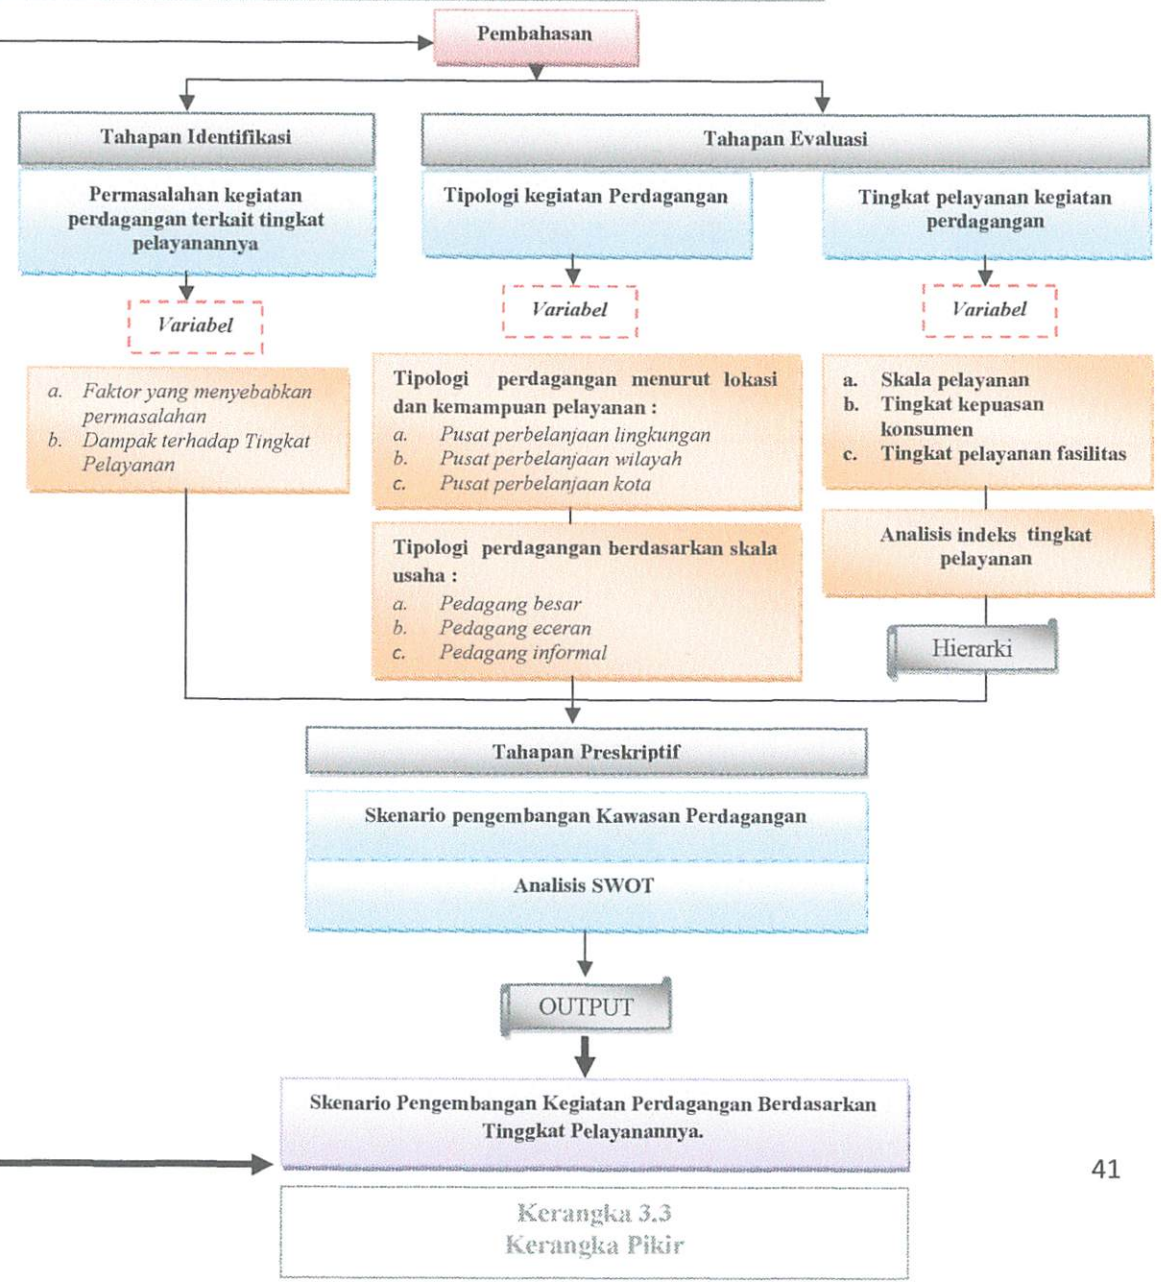 Pembahasan
Tahapan Identifikasi
Permasalahan kegiatan
perdagangan terkait tingkat
pelayanannya
Variabel
a. Faktor yang menyebabkan
permasalahan
b. Dampak terhadap Tingkat
Pelayanan
Tahapan Evaluasi
Tipologi kegiatan Perdagangan
Variabel
Tipologi perdagangan menurut lokasi
dan kemampuan pelayanan :
a. Pusat perbelanjaan lingkungan
b. Pusat perbelanjaan wilayah
c. Pusat perbelanjaan kota
Tipologi perdagangan berdasarkan skala
usaha :
a. Pedagang besar
b. Pedagang eceran
c. Pedagang informal
Tingkat pelayanan kegiatan
perdagangan
Variabel
a. Skala pelayanan
b. Tingkat kepuasan
konsumen
c. Tingkat pelayanan fasilitas
Analisis indeks tingkat
pelayanan
Hierarki
Tahapan Preskriptif
Skenario pengembangan Kawasan Perdagangan
Analisis SWOT
OUTPUT
Skenario Pengembangan Kegiatan Perdagangan Berdasarkan
Tinggkat Pelayanannya.
41
Kerangka 3.3
Kerangka Pikir